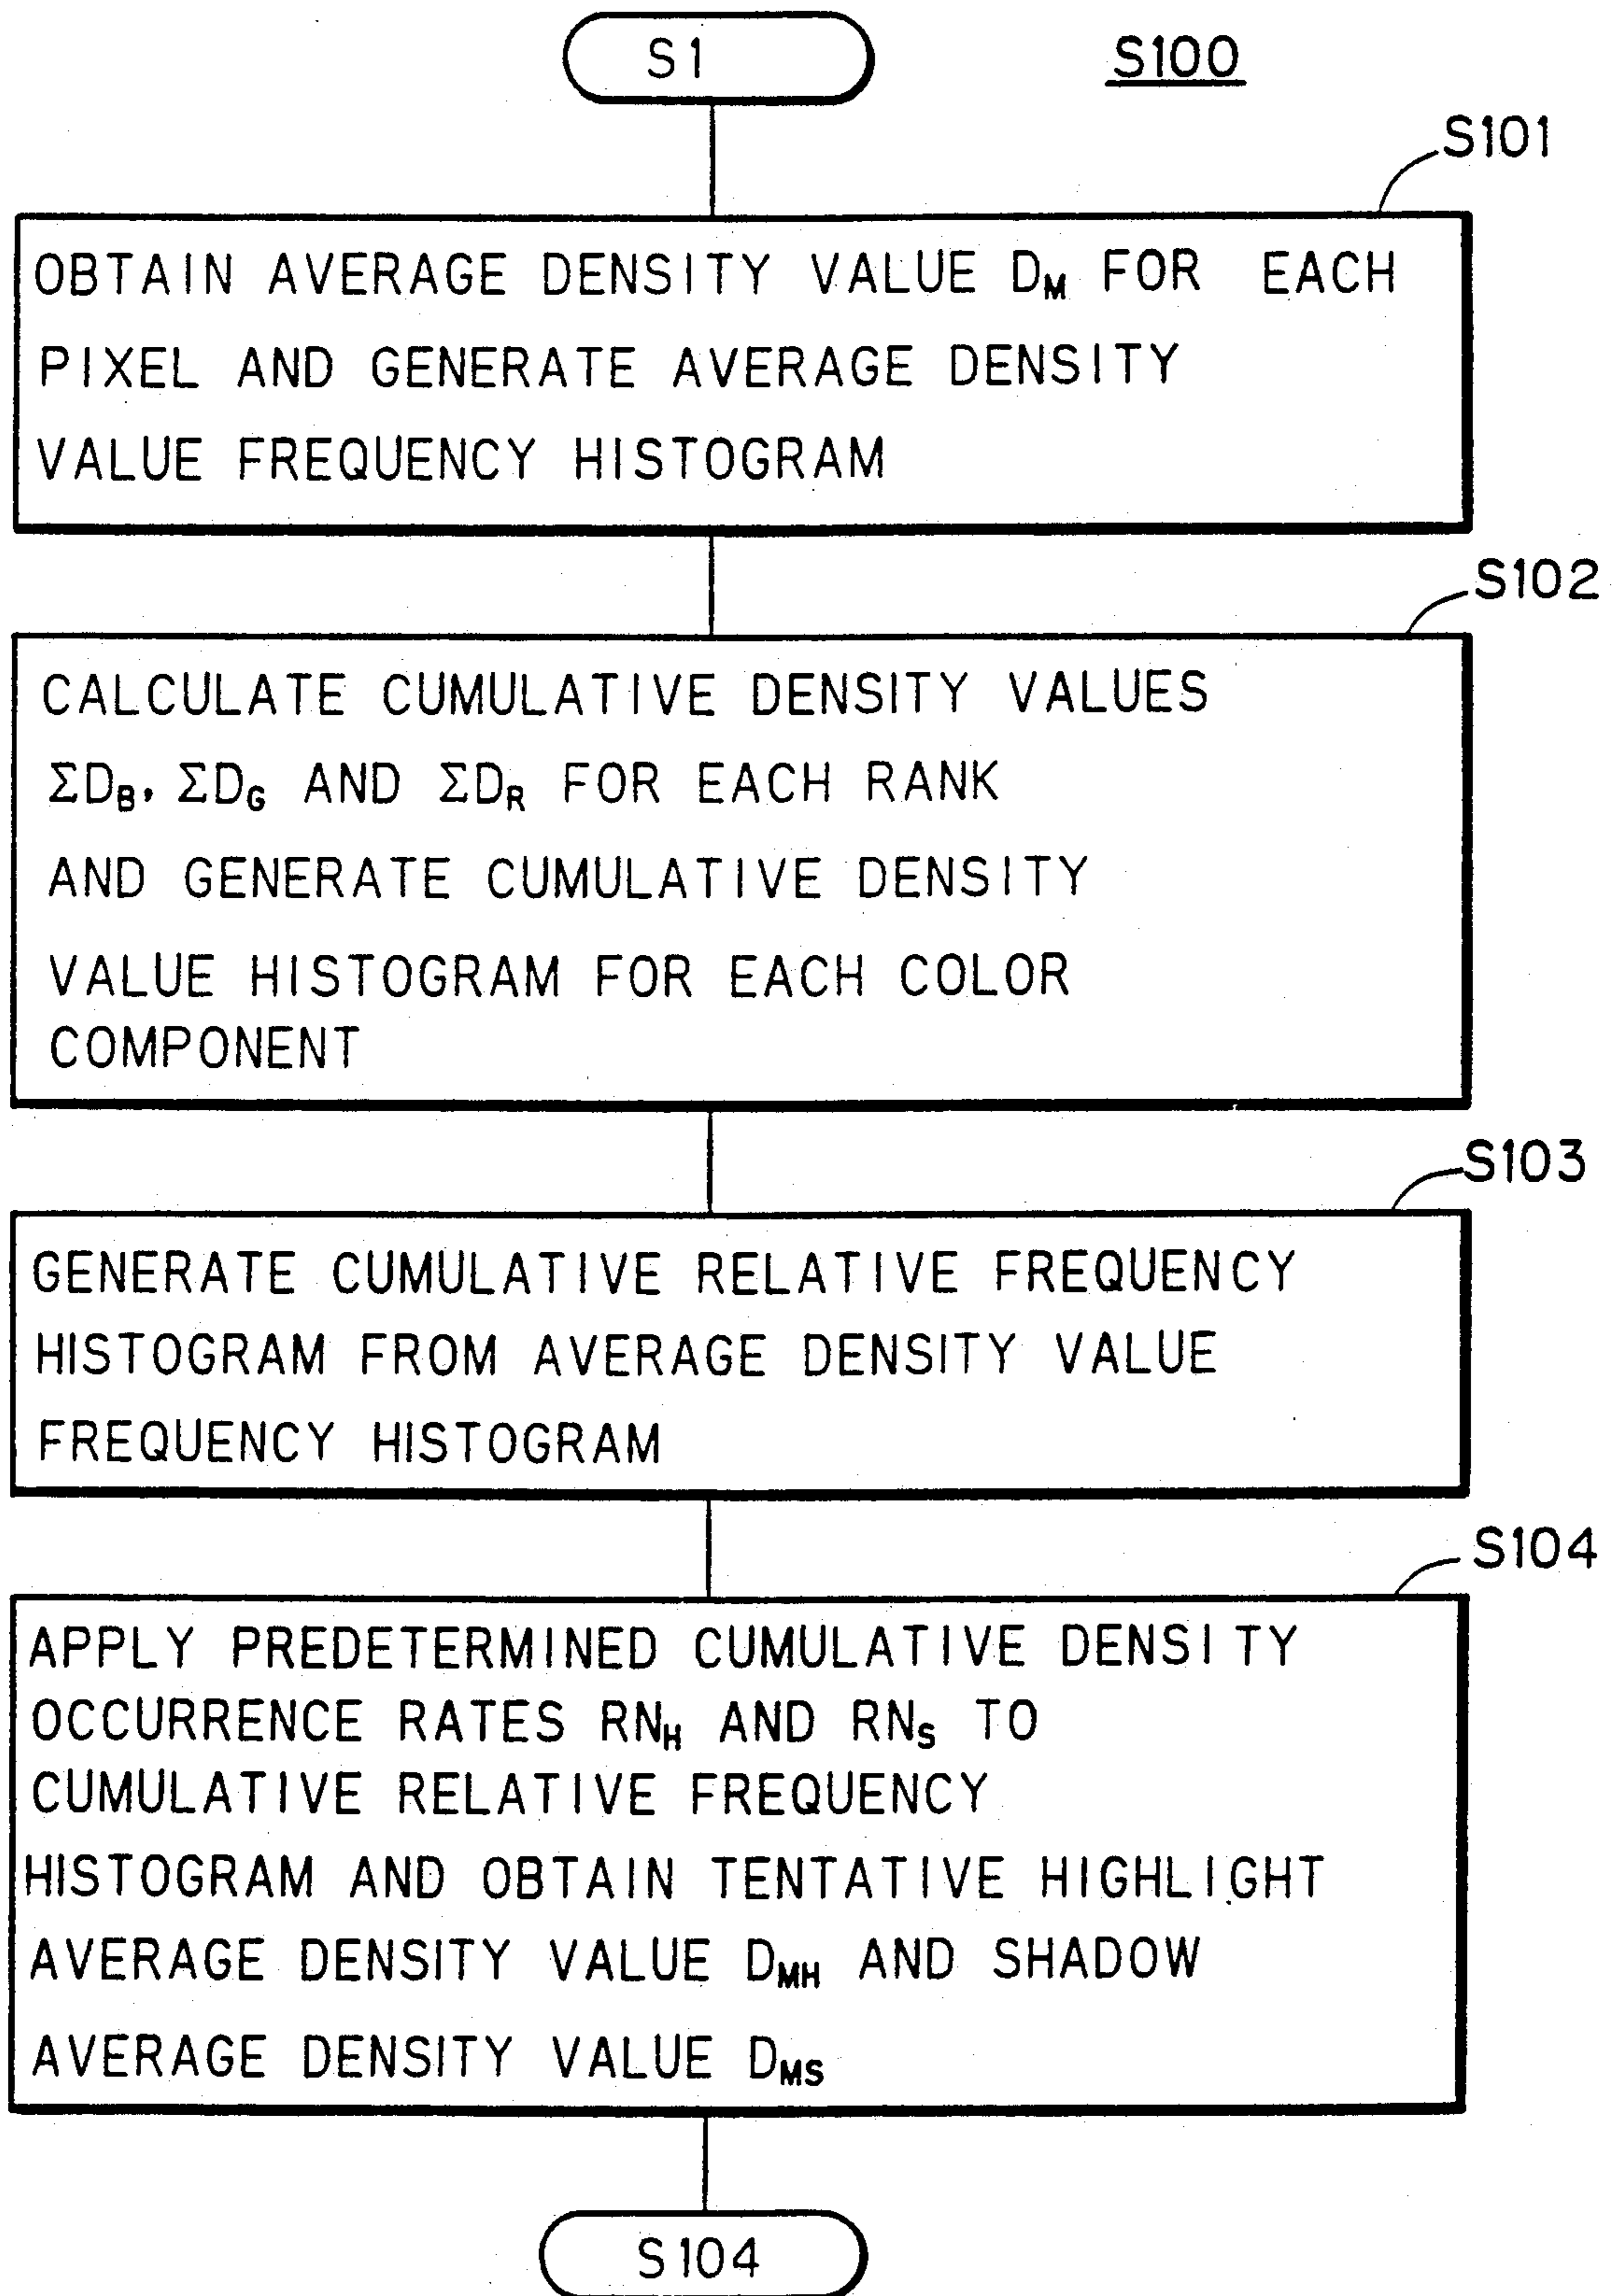 S1
S100
S101
OBTAIN AVERAGE DENSITY VALUE D_M FOR EACH
PIXEL AND GENERATE AVERAGE DENSITY
VALUE FREQUENCY HISTOGRAM
S102
CALCULATE CUMULATIVE DENSITY VALUES
ΣD_B, ΣD_G AND ΣD_R FOR EACH RANK
AND GENERATE CUMULATIVE DENSITY
VALUE HISTOGRAM FOR EACH COLOR
COMPONENT
S103
GENERATE CUMULATIVE RELATIVE FREQUENCY
HISTOGRAM FROM AVERAGE DENSITY VALUE
FREQUENCY HISTOGRAM
S104
APPLY PREDETERMINED CUMULATIVE DENSITY
OCCURRENCE RATES RN_H AND RN_S TO
CUMULATIVE RELATIVE FREQUENCY
HISTOGRAM AND OBTAIN TENTATIVE HIGHLIGHT
AVERAGE DENSITY VALUE D_MH AND SHADOW
AVERAGE DENSITY VALUE D_MS
S104